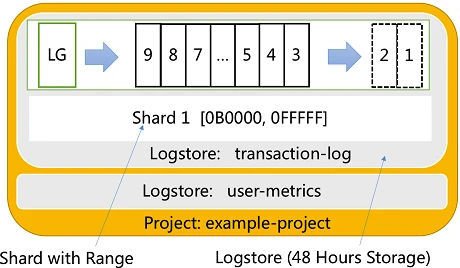 LG 9 8 7 ... 5 4 3 2 1
Shard 1 [0B0000, 0FFFFF]
Logstore: transaction-log
Logstore: user-metrics
Project: example-project
Shard with Range
Logstore (48 Hours Storage)